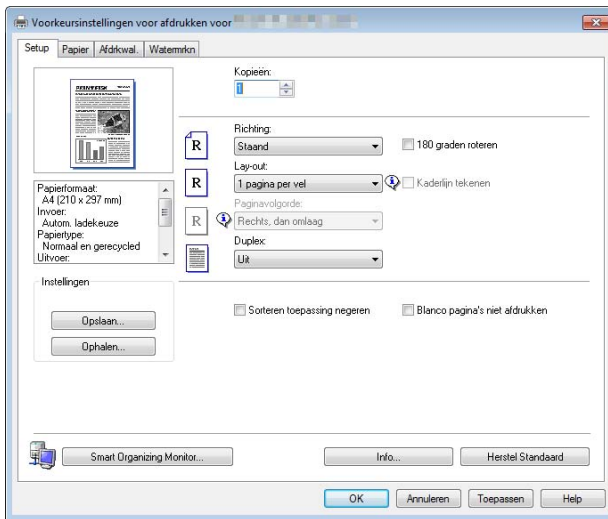 Voorkeursinstellingen voor afdrukken voor
Setup Papier Afdrkwal. Watermrkn
Kopieën:
1
Richting:
Staand
180 graden roteren
Lay-out:
1 pagina per vel
Kaderlijn tekenen
Paginavolgorde:
Rechts, dan omlaag
Duplex:
Uit
Papierformaat:
A4 (210 x 297 mm)
Invoer:
Autom. ladekeuze
Papiertype:
Normaal en gerecycled
Uitvoer:
Instellingen
Opslaan...
Ophalen...
Sorteren toepassing negeren
Blanco pagina's niet afdrukken
Smart Organizing Monitor...
Info...
Herstel Standaard
OK Annuleren Toepassen Help
R
R
R